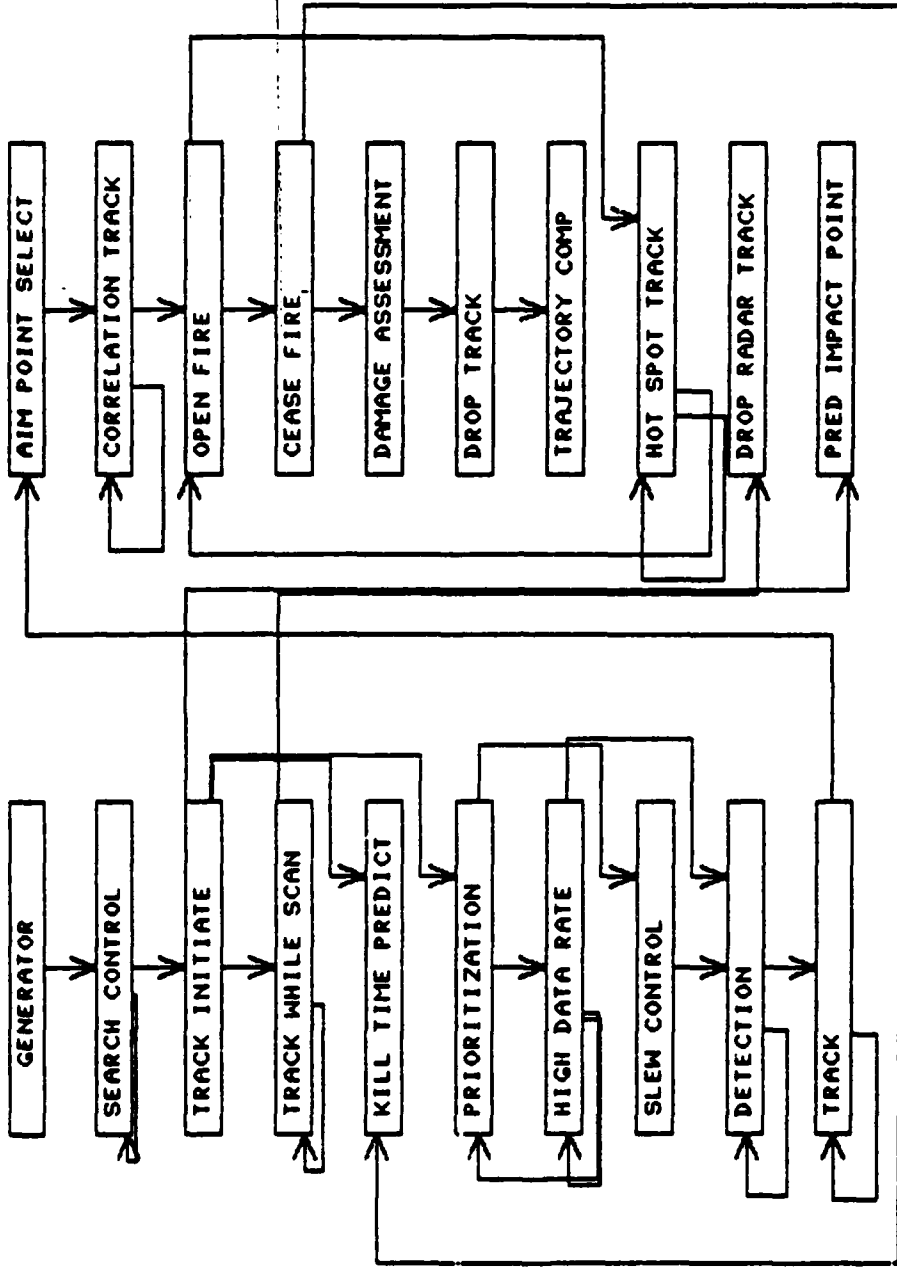 GENERATOR
SEARCH CONTROL
TRACK INITIATE
TRACK WHILE SCAN
KILL TIME PREDICT
PRIORITIZATION
HIGH DATA RATE
SLEW CONTROL
DETECTION
TRACK
AIM POINT SELECT
CORRELATION TRACK
OPEN FIRE
CEASE FIRE
DAMAGE ASSESSMENT
DROP TRACK
TRAJECTORY COMP
HOT SPOT TRACK
DROP RADAR TRACK
PRED IMPACT POINT